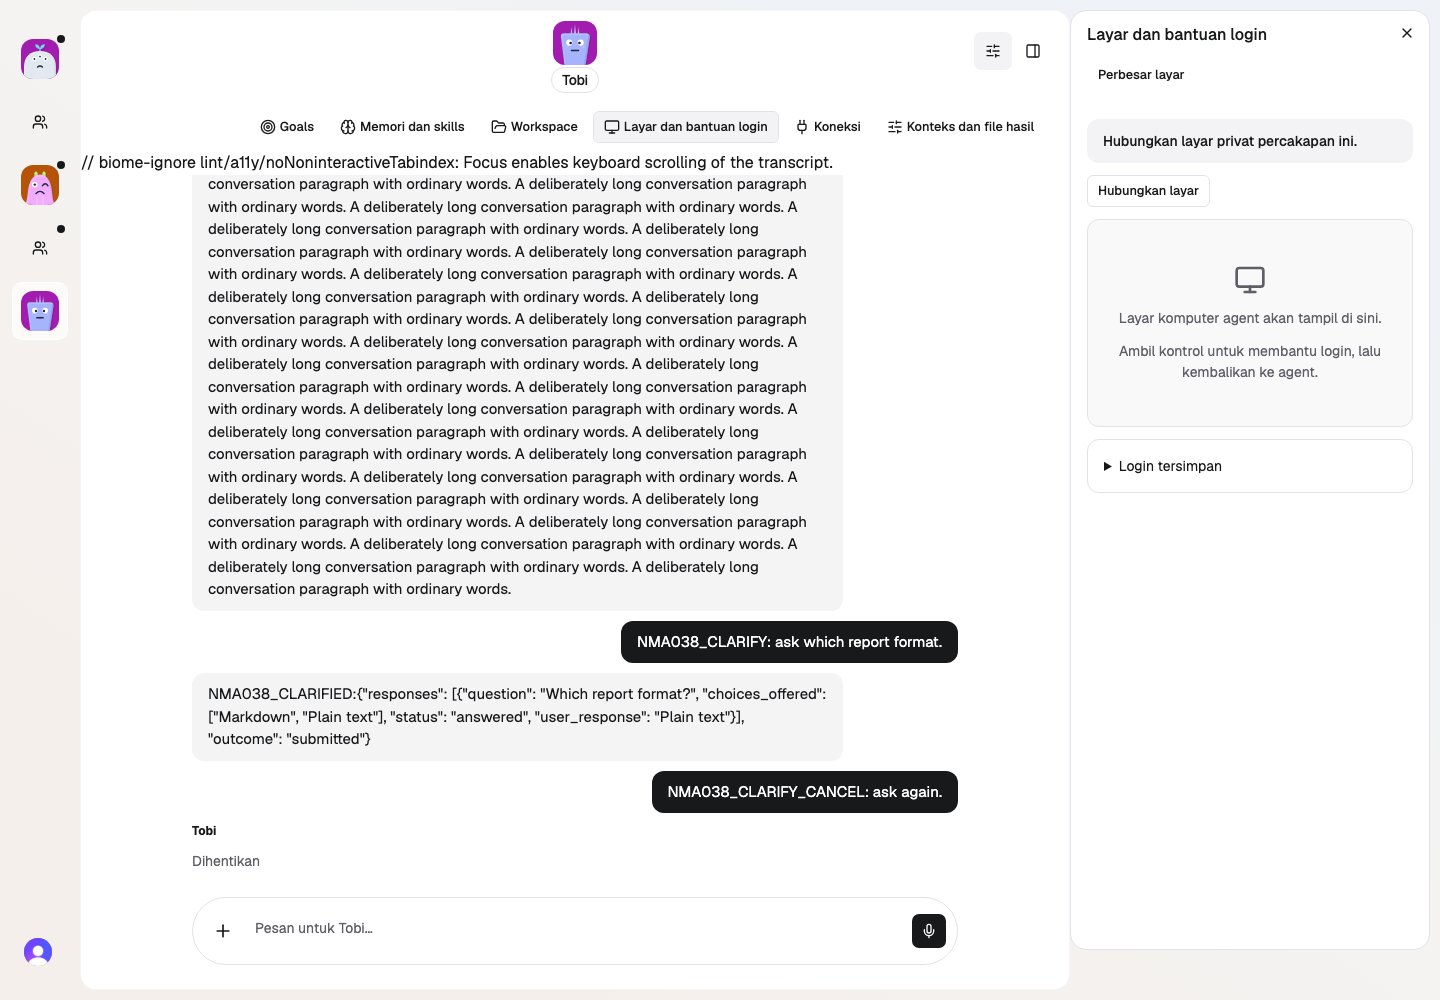 Tobi
Goals
Memori dan skills
Workspace
Layar dan bantuan login
Koneksi
Konteks dan file hasil
// biome-ignore lint/a11y/noNoninteractiveTabindex: Focus enables keyboard scrolling of the transcript.
conversation paragraph with ordinary words. A deliberately long conversation paragraph
with ordinary words. A deliberately long conversation paragraph with ordinary words. A
deliberately long conversation paragraph with ordinary words. A deliberately long
conversation paragraph with ordinary words. A deliberately long conversation paragraph
with ordinary words. A deliberately long conversation paragraph with ordinary words. A
deliberately long conversation paragraph with ordinary words. A deliberately long
conversation paragraph with ordinary words. A deliberately long conversation paragraph
with ordinary words. A deliberately long conversation paragraph with ordinary words. A
deliberately long conversation paragraph with ordinary words. A deliberately long
conversation paragraph with ordinary words. A deliberately long conversation paragraph
with ordinary words. A deliberately long conversation paragraph with ordinary words. A
deliberately long conversation paragraph with ordinary words. A deliberately long
conversation paragraph with ordinary words. A deliberately long conversation paragraph
with ordinary words. A deliberately long conversation paragraph with ordinary words. A
deliberately long conversation paragraph with ordinary words. A deliberately long
conversation paragraph with ordinary words. A deliberately long conversation paragraph
with ordinary words. A deliberately long conversation paragraph with ordinary words. A
deliberately long conversation paragraph with ordinary words. A deliberately long
conversation paragraph with ordinary words.
NMA038_CLARIFY: ask which report format.
NMA038_CLARIFIED:{"responses": [{"question": "Which report format?", "choices_offered":
["Markdown", "Plain text"], "status": "answered", "user_response": "Plain text"}],
"outcome": "submitted"}
NMA038_CLARIFY_CANCEL: ask again.
Tobi
Dihentikan
Pesan untuk Tobi…
Layar dan bantuan login
Perbesar layar
Hubungkan layar privat percakapan ini.
Hubungkan layar
Layar komputer agent akan tampil di sini.
Ambil kontrol untuk membantu login, lalu
kembalikan ke agent.
Login tersimpan